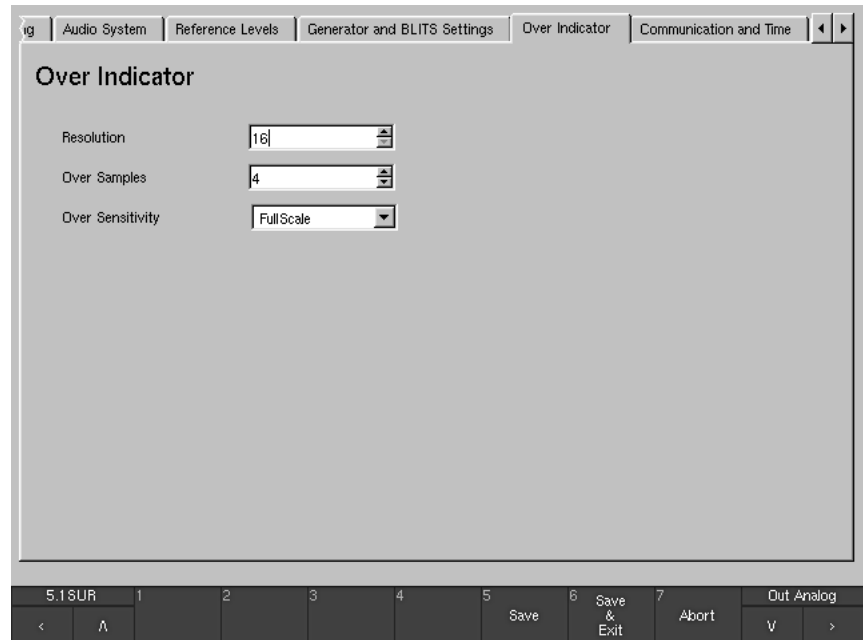 ig Audio System Reference Levels Generator and BLITS Settings Over Indicator Communication and Time
Over Indicator
Resolution 16
Over Samples 4
Over Sensitivity FullScale
5.1SUR 1 2 3 4 5 Save 6 Save & Exit 7 Abort Out Analog
< Λ V >